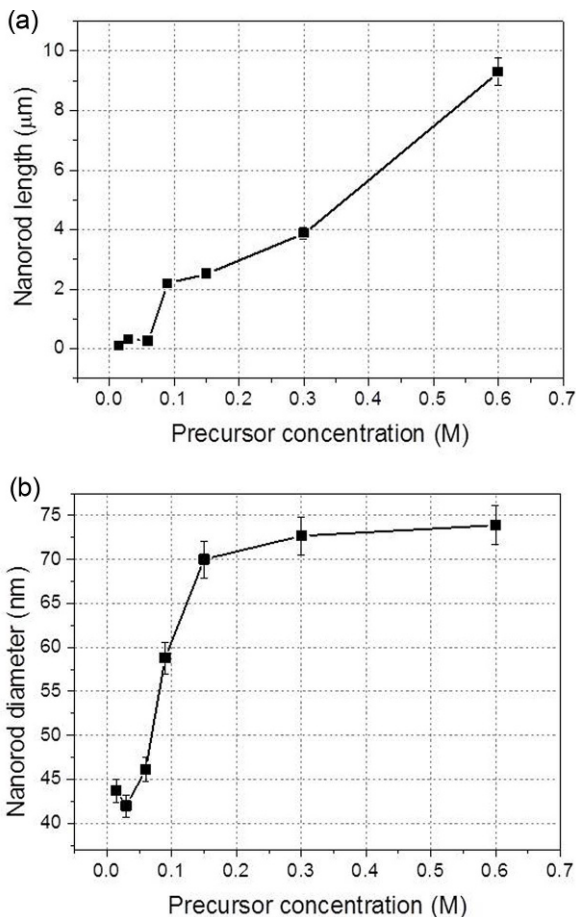 (a)
10
8
6
4
2
0
Nanorod length (μm)
0.0 0.1 0.2 0.3 0.4 0.5 0.6 0.7
Precursor concentration (M)
(b)
75
70
65
60
55
50
45
40
Nanorod diameter (nm)
0.0 0.1 0.2 0.3 0.4 0.5 0.6 0.7
Precursor concentration (M)